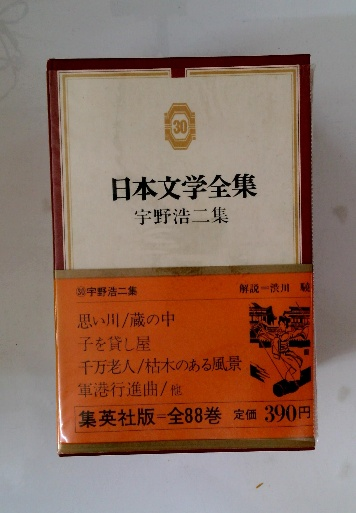 30
日本文学全集
宇野浩二集
㉚宇野浩二集 解説=渋川 驍
思い川/蔵の中
子を貸し屋
千万老人/枯木のある風景
軍港行進曲/他
集英社版=全88巻 定価 390円